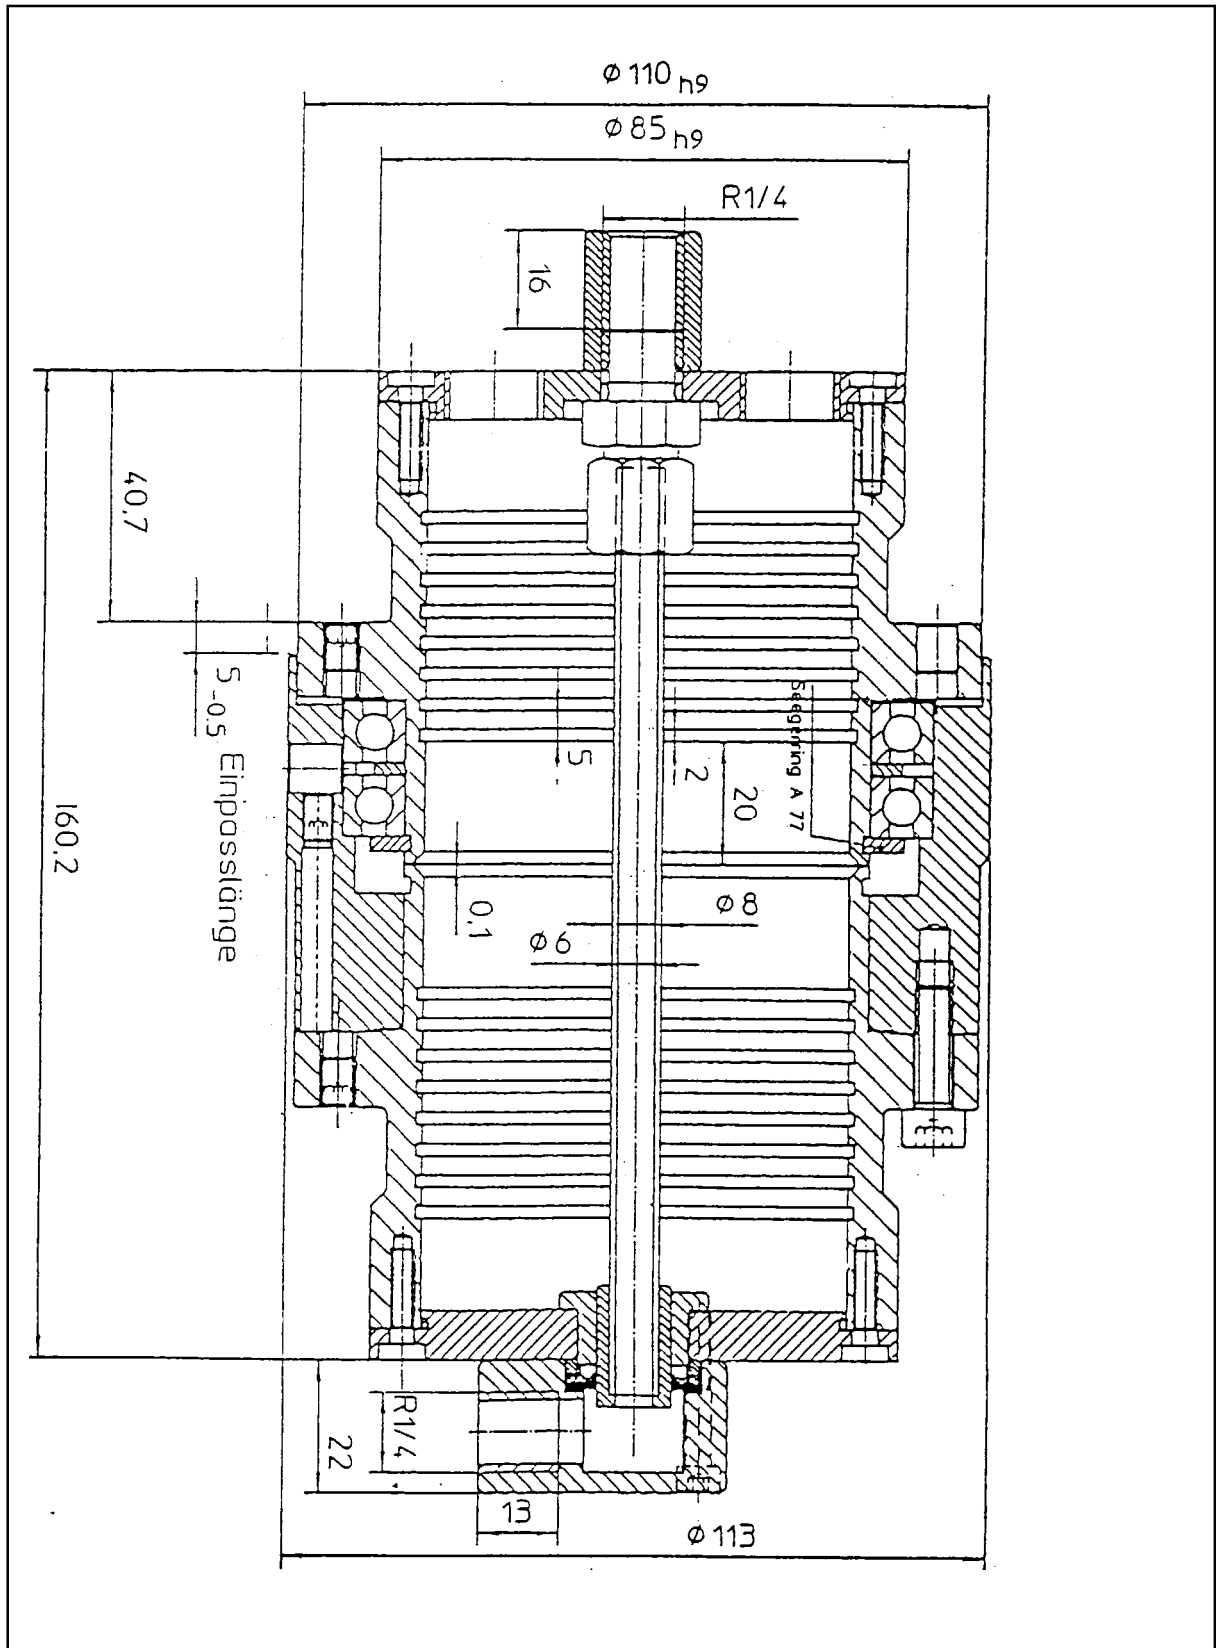 ø 110 h9
ø 85 h9
R1/4
16
40,7
5-0,5 Einpasslänge
160,2
5
2
20
Seegerring A 77
0,1
ø 8
ø 6
R1/4
22
13
ø 113